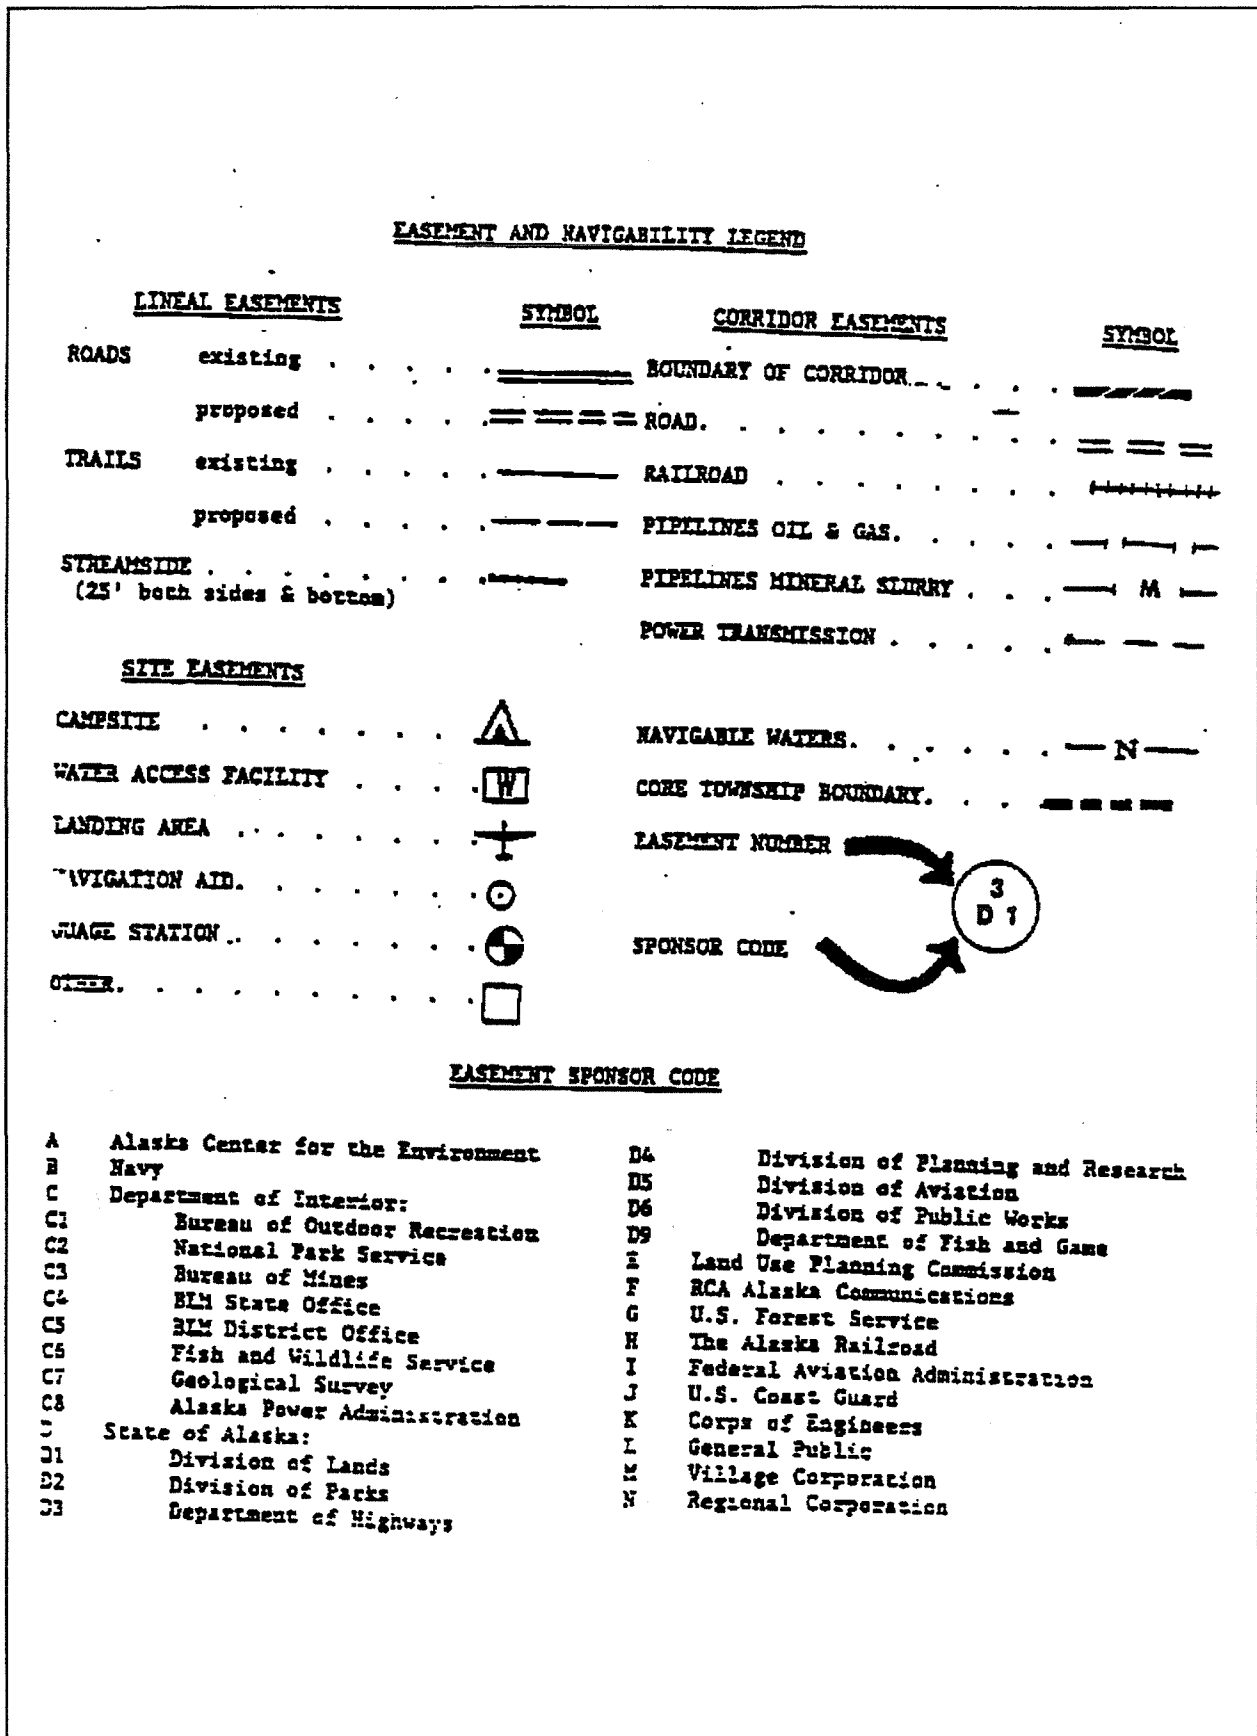 EASEMENT AND NAVIGABILITY LEGEND
LINEAL EASEMENTS SYMBOL
ROADS existing . . . . .
proposed . . . . .
TRAILS existing . . . . .
proposed . . . . .
STREAMSIDE . . . . . . .
(25' both sides & bottom)
SITE EASEMENTS
CAMPSITE . . . . . . .
WATER ACCESS FACILITY . . . . W
LANDING AREA . . . . . . .
AVIGATION AID. . . . . . .
UAGE STATION . . . . . . .
OTHER. . . . . . . . . .
CORRIDOR EASEMENTS SYMBOL
BOUNDARY OF CORRIDOR. . . . .
ROAD. . . . . . . . . .
RAILROAD . . . . . . . .
PIPELINES OIL & GAS. . . . .
PIPELINES MINERAL SLURRY . . . M
POWER TRANSMISSION . . . . .
NAVIGABLE WATERS. . . . . . N
CORE TOWNSHIP BOUNDARY. . . .
EASEMENT NUMBER
3
D 1
SPONSOR CODE
EASEMENT SPONSOR CODE
A Alaska Center for the Environment
B Navy
C Department of Interior:
C1 Bureau of Outdoor Recreation
C2 National Park Service
C3 Bureau of Mines
C4 BLM State Office
C5 BLM District Office
C6 Fish and Wildlife Service
C7 Geological Survey
C8 Alaska Power Administration
D State of Alaska:
D1 Division of Lands
D2 Division of Parks
D3 Department of Highways
D4 Division of Planning and Research
D5 Division of Aviation
D6 Division of Public Works
D9 Department of Fish and Game
E Land Use Planning Commission
F RCA Alaska Communications
G U.S. Forest Service
H The Alaska Railroad
I Federal Aviation Administration
J U.S. Coast Guard
K Corps of Engineers
L General Public
M Village Corporation
N Regional Corporation